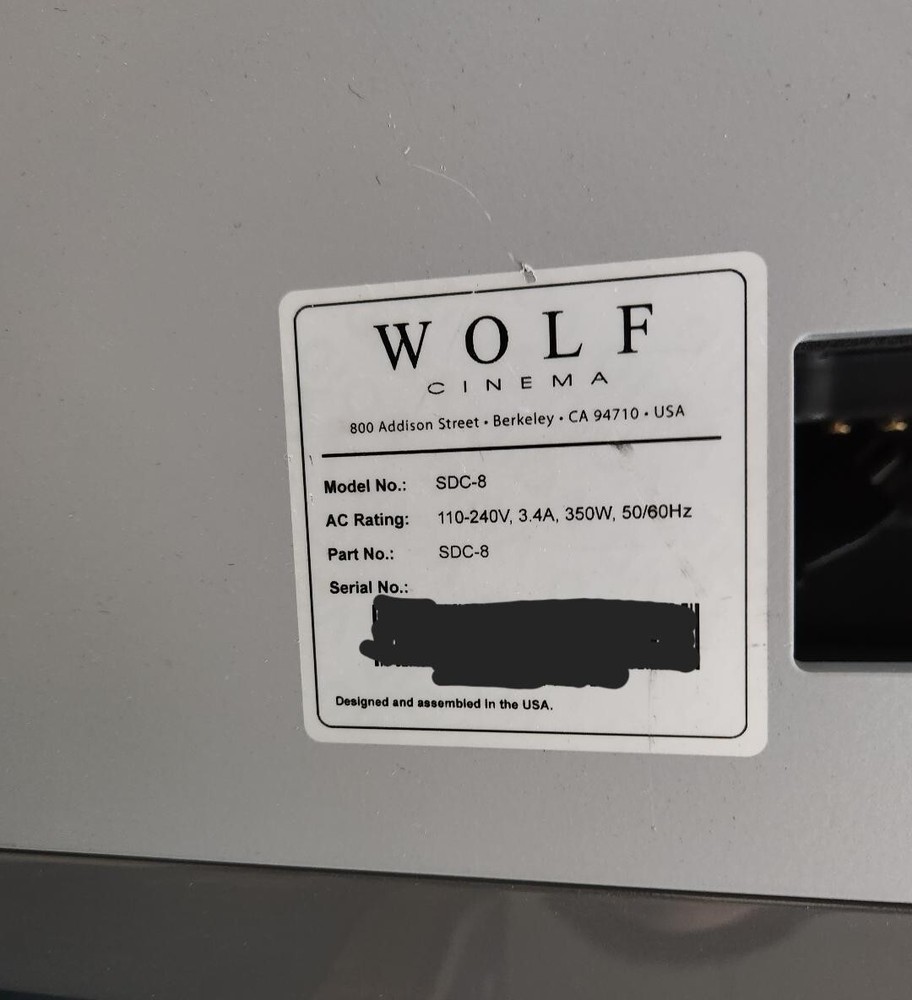 WOLF
CINEMA
800 Addison Street • Berkeley • CA 94710 • USA
Model No.: SDC-8
AC Rating: 110-240V, 3.4A, 350W, 50/60Hz
Part No.: SDC-8
Serial No.:
Designed and assembled in the USA.